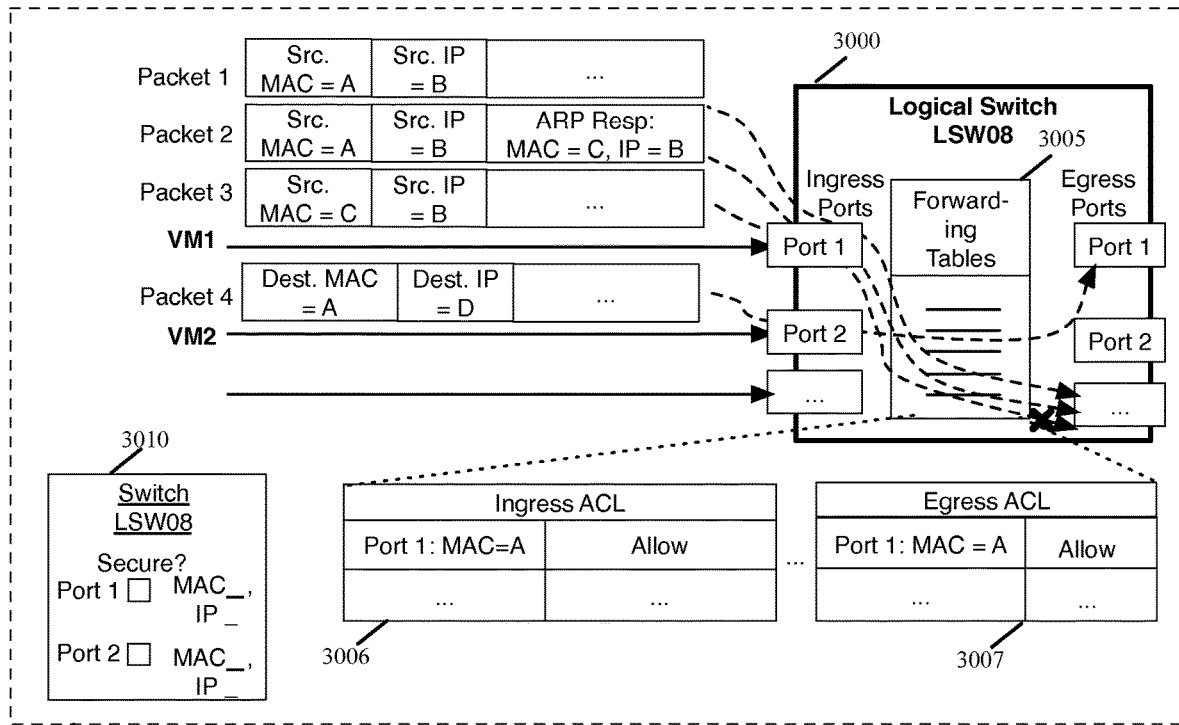 3000
Packet 1
Src.
MAC = A
Src. IP
= B
...
Packet 2
Src.
MAC = A
Src. IP
= B
ARP Resp:
MAC = C, IP = B
Packet 3
Src.
MAC = C
Src. IP
= B
...
VM1
Packet 4
Dest. MAC
= A
Dest. IP
= D
...
VM2
Logical Switch
LSW08
3005
Ingress
Ports
Forward-
ing
Tables
Egress
Ports
Port 1
Port 1
Port 2
Port 2
...
...
3010
Switch
LSW08
Secure?
Port 1
MAC_,
IP _
Port 2
MAC_,
IP _
Ingress ACL
Port 1: MAC=A
Allow
...
...
3006
...
Egress ACL
Port 1: MAC = A
Allow
...
...
3007